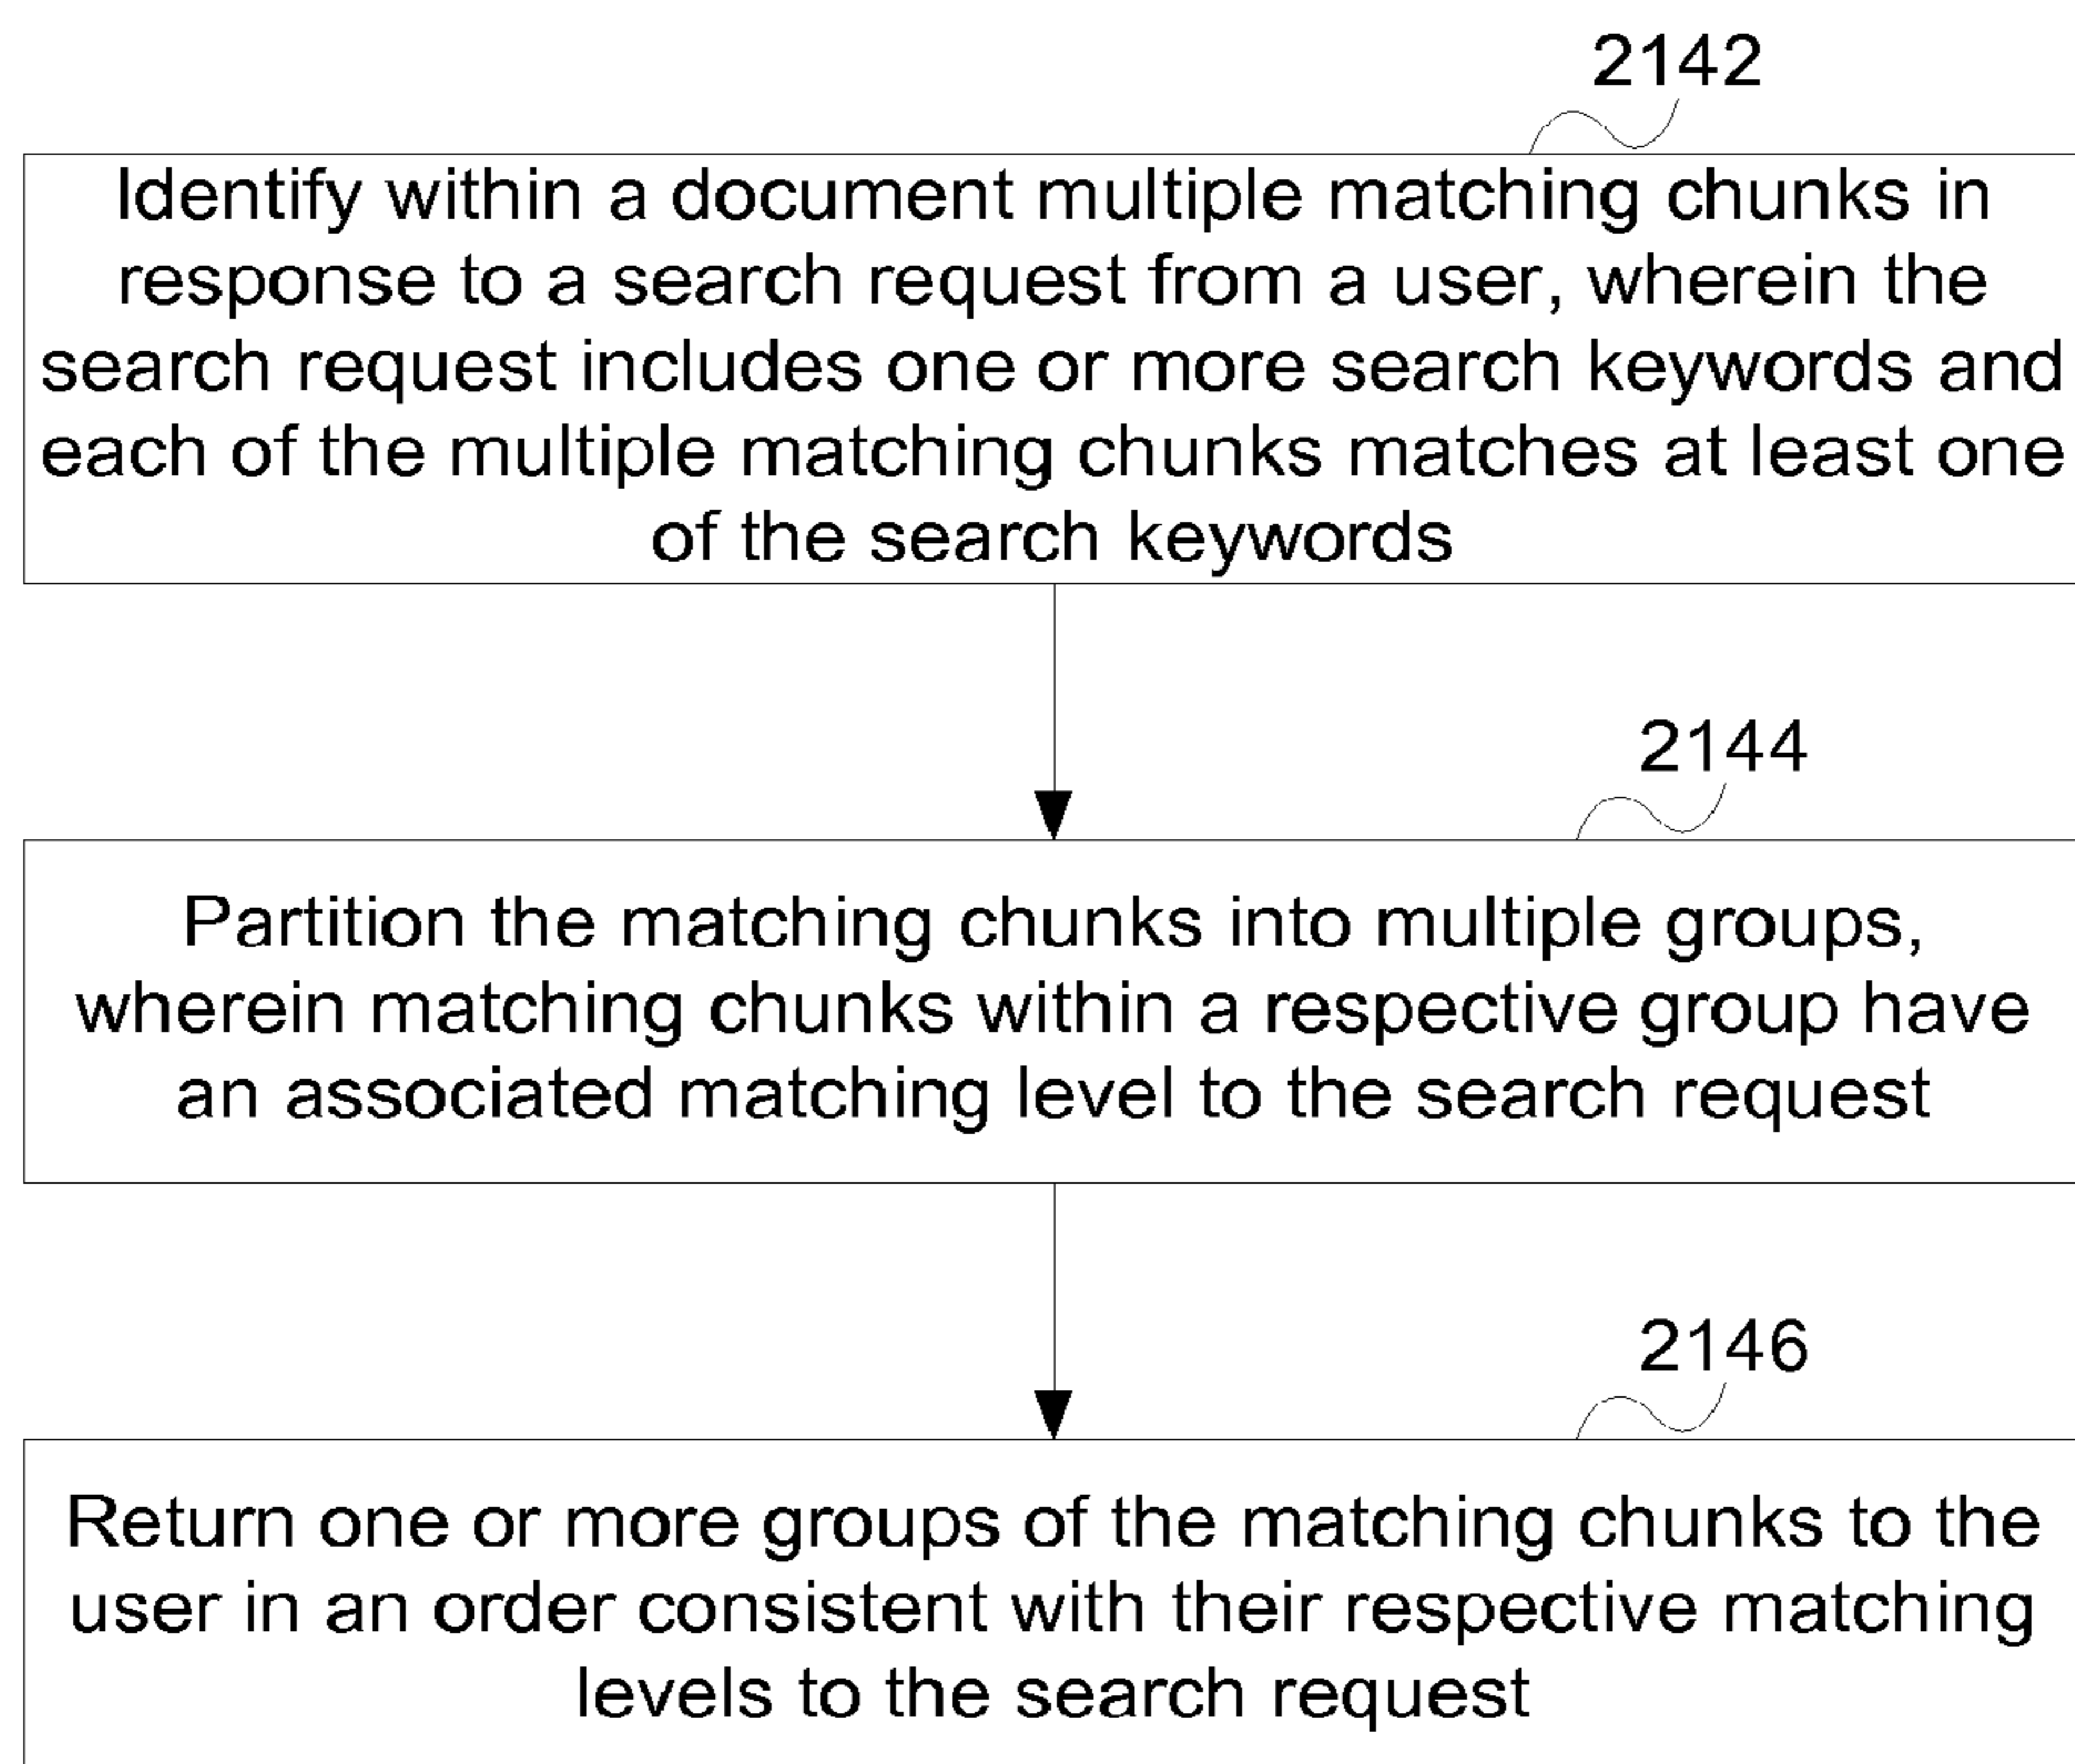 2142
Identify within a document multiple matching chunks in
response to a search request from a user, wherein the
search request includes one or more search keywords and
each of the multiple matching chunks matches at least one
of the search keywords
2144
Partition the matching chunks into multiple groups,
wherein matching chunks within a respective group have
an associated matching level to the search request
2146
Return one or more groups of the matching chunks to the
user in an order consistent with their respective matching
levels to the search request